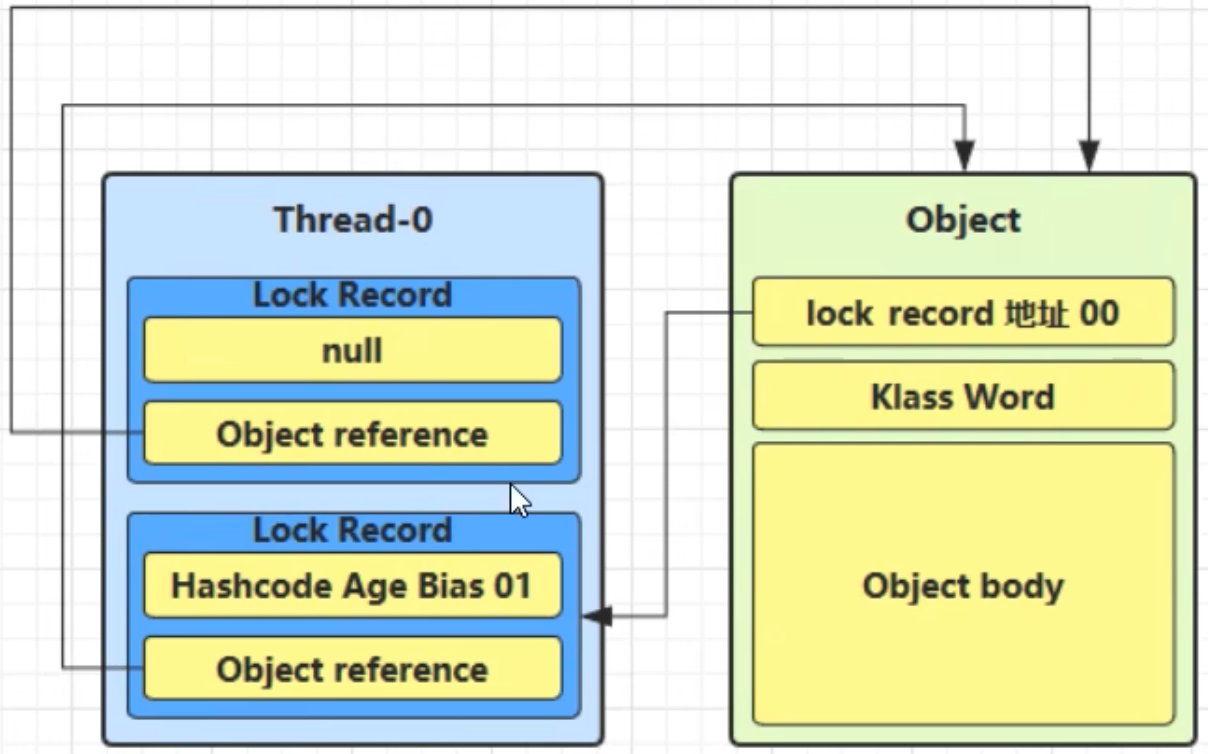 Thread-0
Lock Record
null
Object reference
Lock Record
Hashcode Age Bias 01
Object reference
Object
lock record 地址 00
Klass Word
Object body